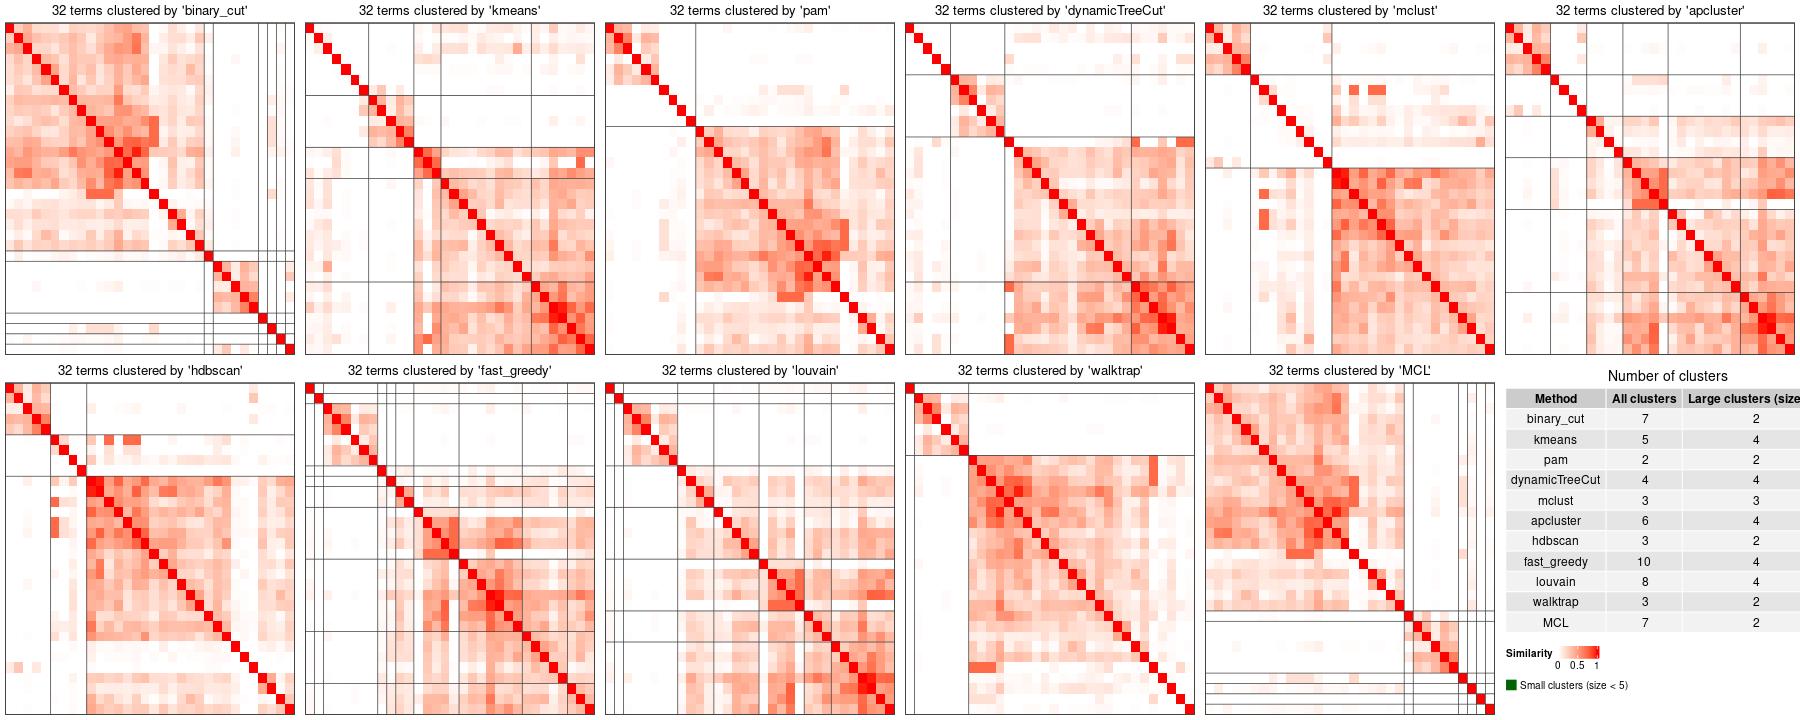 32 terms clustered by 'binary_cut'
32 terms clustered by 'kmeans'
32 terms clustered by 'pam'
32 terms clustered by 'dynamicTreeCut'
32 terms clustered by 'mclust'
32 terms clustered by 'apcluster'
32 terms clustered by 'hdbscan'
32 terms clustered by 'fast_greedy'
32 terms clustered by 'louvain'
32 terms clustered by 'walktrap'
32 terms clustered by 'MCL'
Number of clusters
Method All clusters Large clusters (size
binary_cut 7 2
kmeans 5 4
pam 2 2
dynamicTreeCut 4 4
mclust 3 3
apcluster 6 4
hdbscan 3 2
fast_greedy 10 4
louvain 8 4
walktrap 3 2
MCL 7 2
Similarity
0 0.5 1
Small clusters (size < 5)